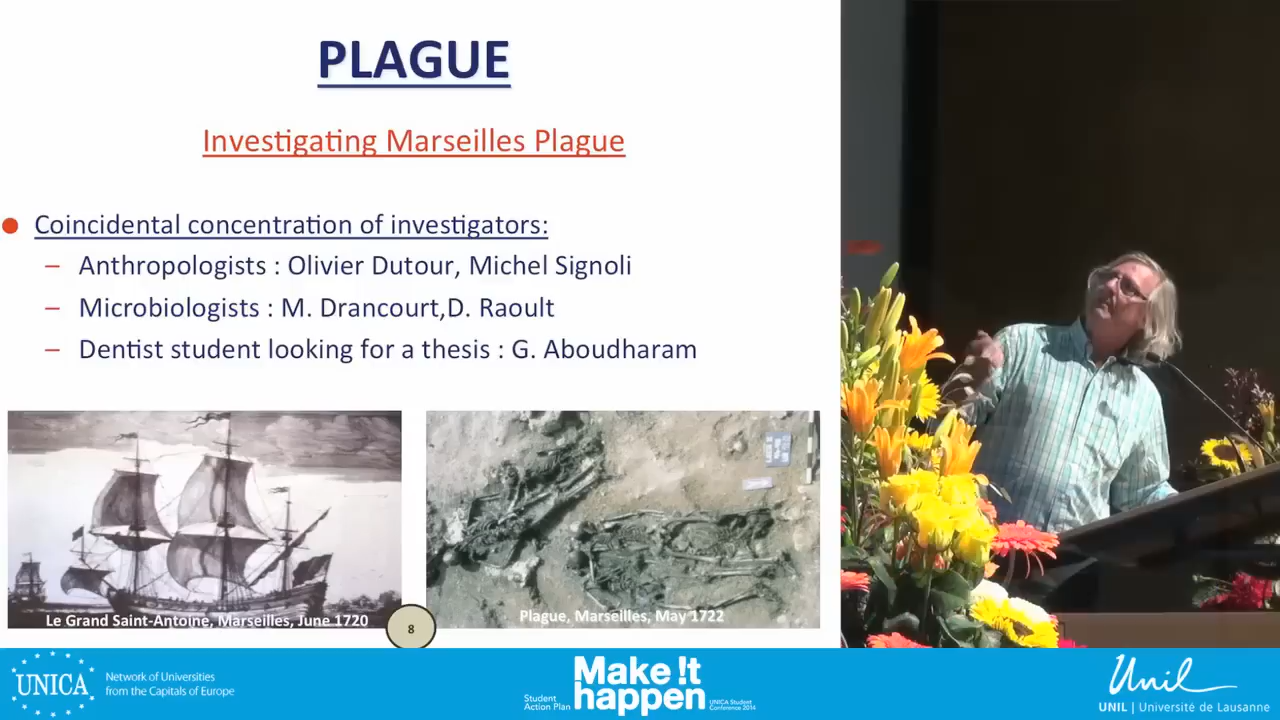 PLAGUE
Investigating Marseilles Plague
Coincidental concentration of investigators:
– Anthropologists : Olivier Dutour, Michel Signoli
– Microbiologists : M. Drancourt,D. Raoult
– Dentist student looking for a thesis : G. Aboudharam
Le Grand Saint-Antoine, Marseilles, June 1720
Plague, Marseilles, May 1722
8
UNICA
Network of Universities
from the Capitals of Europe
Student
Action Plan
Make !t
happen
UNICA Student
Conference 2014
Unil
UNIL | Université de Lausanne